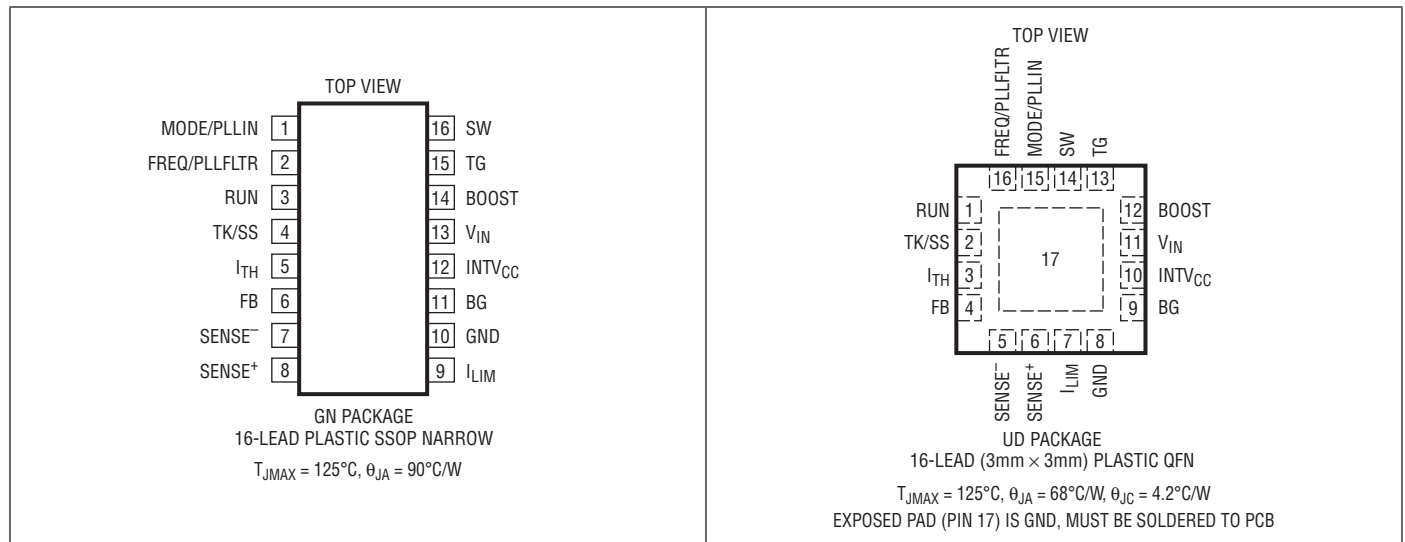 TOP VIEW
MODE/PLLIN 1
FREQ/PLLFLTR 2
RUN 3
TK/SS 4
ITH 5
FB 6
SENSE– 7
SENSE+ 8
16 SW
15 TG
14 BOOST
13 VIN
12 INTVCC
11 BG
10 GND
9 ILIM
GN PACKAGE
16-LEAD PLASTIC SSOP NARROW
TJMAX = 125°C, θJA = 90°C/W
TOP VIEW
FREQ/PLLFLTR
MODE/PLLIN
SW
TG
16 15 14 13
RUN 1
TK/SS 2
ITH 3
FB 4
17
12 BOOST
11 VIN
10 INTVCC
9 BG
5 6 7 8
SENSE–
SENSE+
ILIM
GND
UD PACKAGE
16-LEAD (3mm × 3mm) PLASTIC QFN
TJMAX = 125°C, θJA = 68°C/W, θJC = 4.2°C/W
EXPOSED PAD (PIN 17) IS GND, MUST BE SOLDERED TO PCB